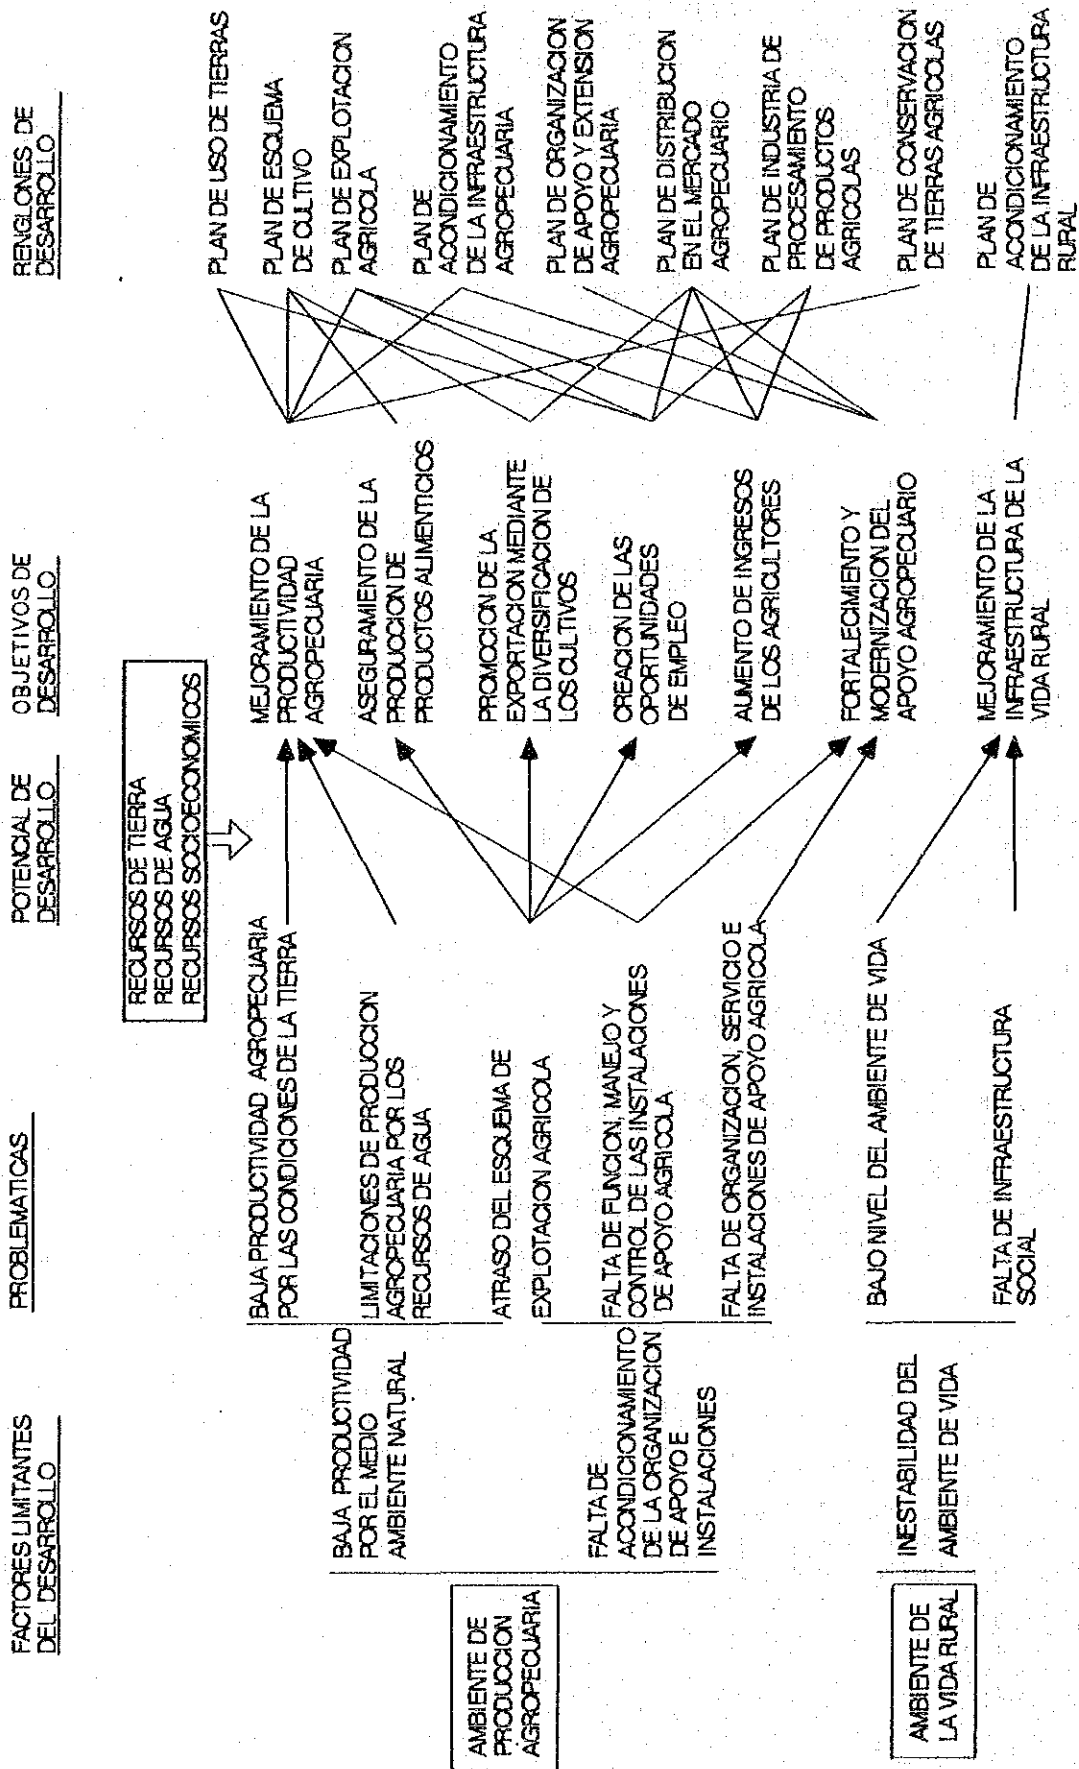 FACTORES LIMITANTES
DEL DESARROLLO
PROBLEMATICAS
POTENCIAL DE
DESARROLLO
OBJETIVOS DE
DESARROLLO
RENGLONES DE
DESARROLLO
RECURSOS DE TIERRA
RECURSOS DE AGUA
RECURSOS SOCIOECONOMICOS
AMBIENTE DE
PRODUCCION
AGROPECUARIA
AMBIENTE DE
LA VIDA RURAL
BAJA PRODUCTIVIDAD
POR EL MEDIO
AMBIENTE NATURAL
FALTA DE
ACONDICIONAMIENTO
DE LA ORGANIZACION
DE APOYO E
INSTALACIONES
INESTABILIDAD DEL
AMBIENTE DE VIDA
BAJA PRODUCTIVIDAD AGROPECUARIA
POR LAS CONDICIONES DE LA TIERRA
LIMITACIONES DE PRODUCCION
AGROPECUARIA POR LOS
RECURSOS DE AGUA
ATRASO DEL ESQUEMA DE
EXPLOTACION AGRICOLA
FALTA DE FUNCION, MANEJO Y
CONTROL DE LAS INSTALACIONES
DE APOYO AGRICOLA
FALTA DE ORGANIZACION, SERVICIO E
INSTALACIONES DE APOYO AGRICOLA
BAJO NIVEL DEL AMBIENTE DE VIDA
FALTA DE INFRAESTRUCTURA
SOCIAL
MEJORAMIENTO DE LA
PRODUCTIVIDAD
AGROPECUARIA
ASEGURAMIENTO DE LA
PRODUCCION DE
PRODUCTOS ALIMENTICIOS
PROMOCION DE LA
EXPORTACION MEDIANTE
LA DIVERSIFICACION DE
LOS CULTIVOS
CREACION DE LAS
OPORTUNIDADES
DE EMPLEO
AUMENTO DE INGRESOS
DE LOS AGRICULTORES
FORTALECIMIENTO Y
MODERNIZACION DEL
APOYO AGROPECUARIO
MEJORAMIENTO DE LA
INFRAESTRUCTURA DE LA
VIDA RURAL
PLAN DE USO DE TIERRAS
PLAN DE ESQUEMA
DE CULTIVO
PLAN DE EXPLOTACION
AGRICOLA
PLAN DE
ACONDICIONAMIENTO
DE LA INFRAESTRUCTURA
AGROPECUARIA
PLAN DE ORGANIZACION
DE APOYO Y EXTENSION
AGROPECUARIA
PLAN DE DISTRIBUCION
EN EL MERCADO
AGROPECUARIO
PLAN DE INDUSTRIA DE
PROCESAMIENTO
DE PRODUCTOS
AGRICOLAS
PLAN DE CONSERVACION
DE TIERRAS AGRICOLAS
PLAN DE
ACONDICIONAMIENTO
DE LA INFRAESTRUCTURA
RURAL